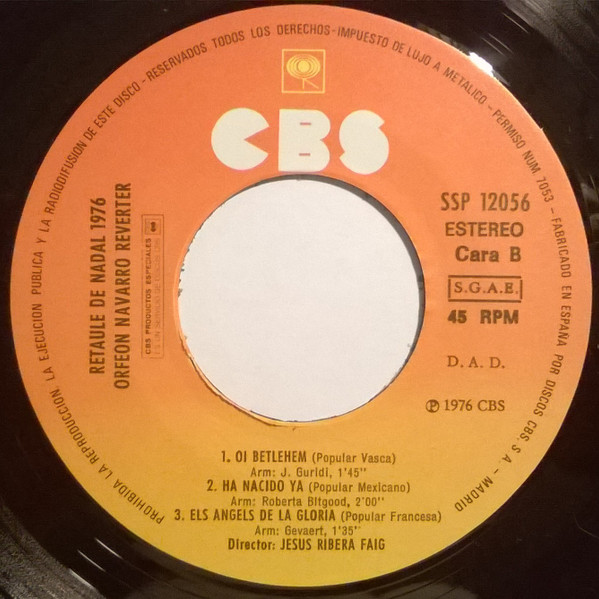 PROHIBIDA LA REPRODUCCION, LA EJECUCION PUBLICA Y LA RADIODIFUSION DE ESTE DISCO - RESERVADOS TODOS LOS DERECHOS - IMPUESTO DE LUJO A METALICO - PERMISO NUM. 7053 - FABRICADO EN ESPAÑA POR DISCOS CBS S. A. - MADRID
CBS
RETAULE DE NADAL 1976
ORFEON NAVARRO REVERTER
CBS PRODUCTOS ESPECIALES
SSP 12056
ESTEREO
Cara B
S.G.A.E.
45 RPM
D. A. D.
℗ 1976 CBS
1. OI BETLEHEM (Popular Vasca)
Arm: J. Guridi, 1'45''
2. HA NACIDO YA (Popular Mexicano)
Arm: Roberta Bitgood, 2'00''
3. ELS ANGELS DE LA GLORIA (Popular Francesa)
Arm: Gevaert, 1'35''
Director: JESUS RIBERA FAIG